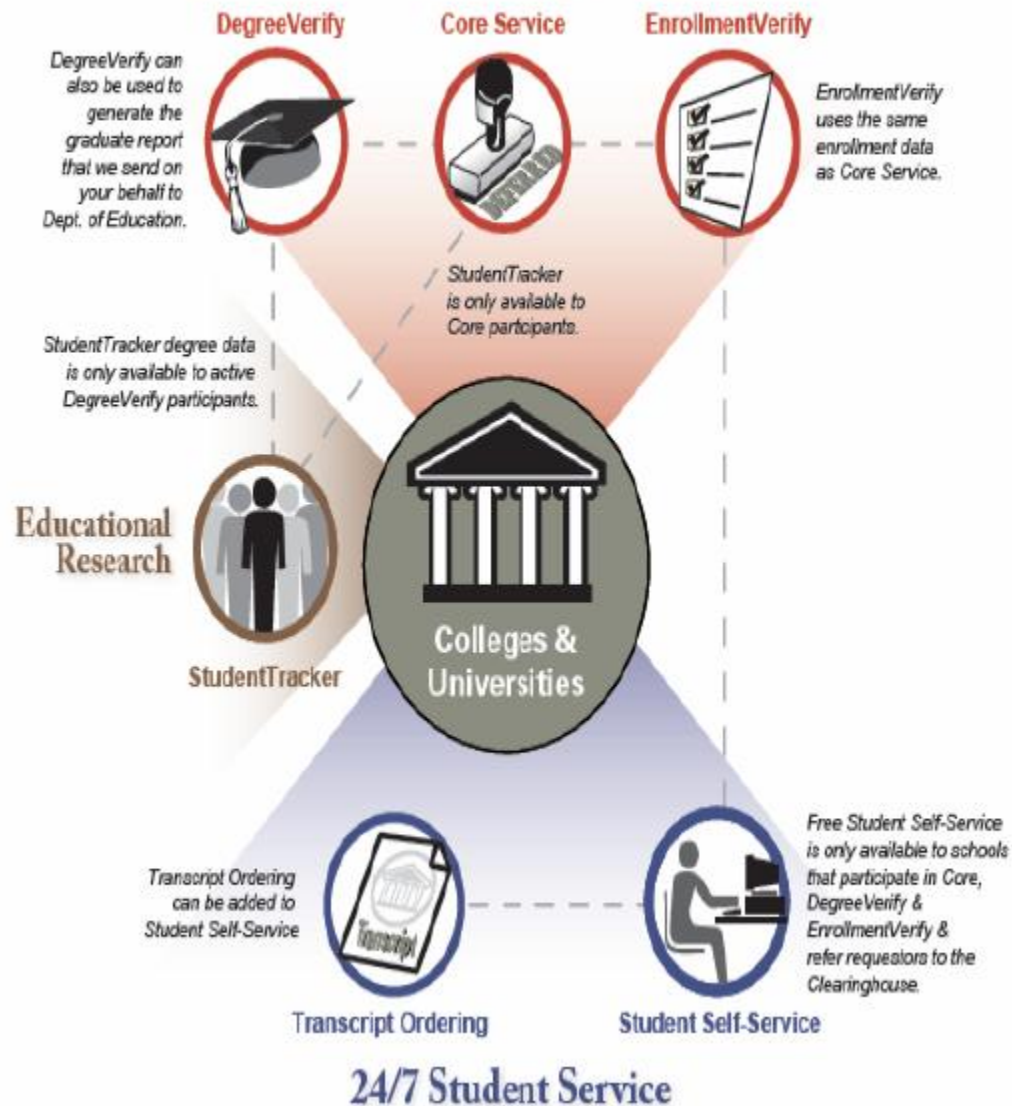 DegreeVerify
Core Service
EnrollmentVerify
DegreeVerify can
also be used to
generate the
graduate report
that we send on
your behalf to
Dept. of Education.
DEFERRED
EnrollmentVerify
uses the same
enrollment data
as Core Service.
StudentTracker
is only available to
Core participants.
StudentTracker degree data
is only available to active
DegreeVerify participants.
Educational
Research
StudentTracker
Colleges &
Universities
Transcript Ordering
can be added to
Student Self-Service
Transcript
Free Student Self-Service
is only available to schools
that participate in Core,
DegreeVerify &
EnrollmentVerify &
refer requestors to the
Clearinghouse.
Transcript Ordering
Student Self-Service
24/7 Student Service